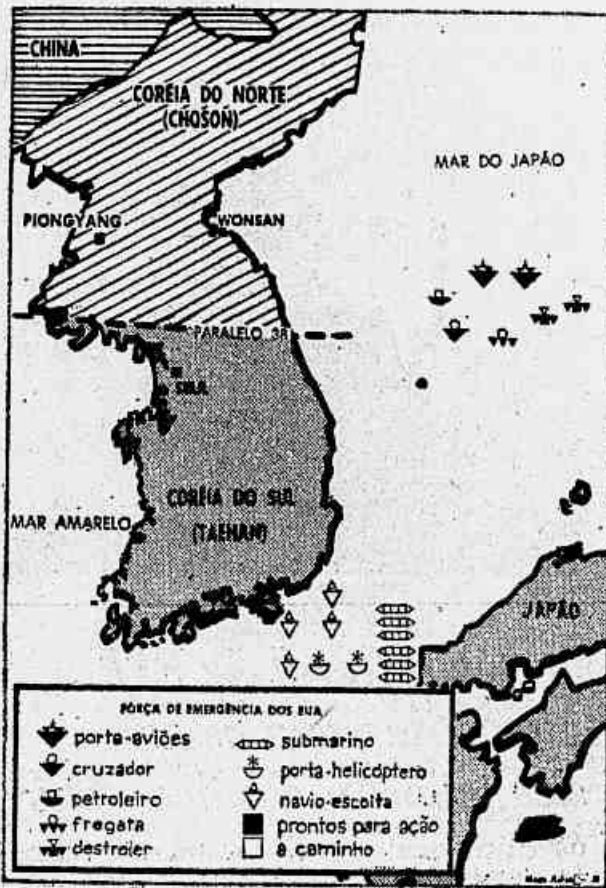 CHINA
CORÉIA DO NORTE
(CHOSON)
MAR DO JAPÃO
PIONGYANG
WONSAN
PARALELO 38
SEUL
CORÉIA DO SUL
(TAEHAN)
MAR AMARELO
JAPÃO
FORÇA DE EMERGÊNCIA DOS EUA
porta-aviões
cruzador
petroleiro
fregata
destroier
submarino
porta-helicóptero
navio-escolta
prontos para ação
a caminho